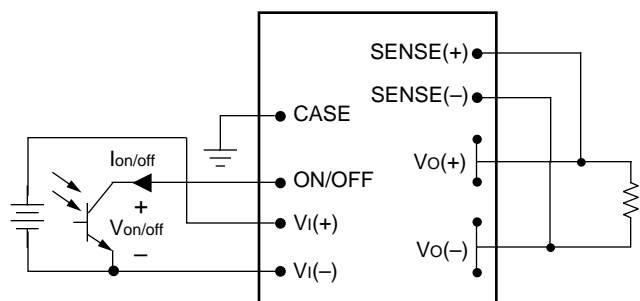 SENSE(+)
SENSE(–)
CASE
Ion/off
VO(+)
ON/OFF
+
Von/off
VI(+)
–
VO(–)
VI(–)